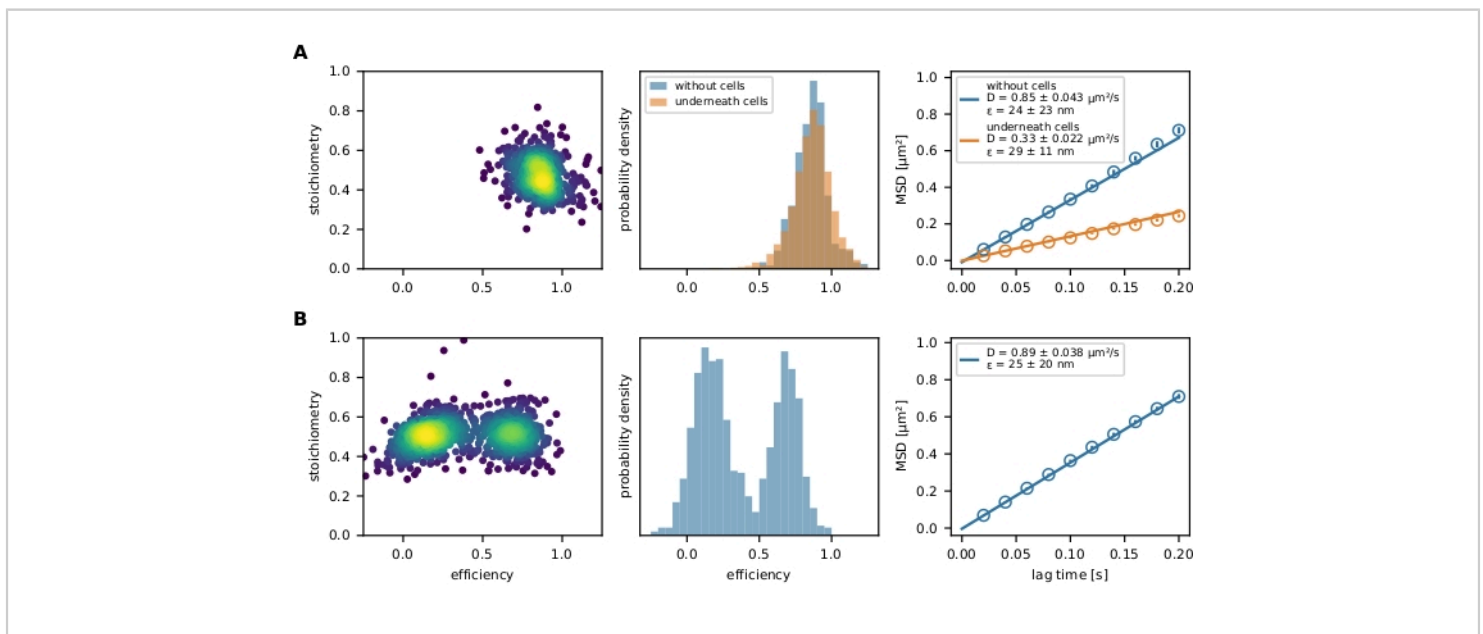 A
stoichiometry
1.0
0.8
0.6
0.4
0.2
0.0
0.0 0.5 1.0
probability density
without cells
underneath cells
0.0 0.5 1.0
MSD [µm²]
1.0
0.8
0.6
0.4
0.2
0.0
without cells
D = 0.85 ± 0.043 µm²/s
ε = 24 ± 23 nm
underneath cells
D = 0.33 ± 0.022 µm²/s
ε = 29 ± 11 nm
0.00 0.05 0.10 0.15 0.20
B
stoichiometry
1.0
0.8
0.6
0.4
0.2
0.0
0.0 0.5 1.0
efficiency
probability density
0.0 0.5 1.0
efficiency
MSD [µm²]
1.0
0.8
0.6
0.4
0.2
0.0
D = 0.89 ± 0.038 µm²/s
ε = 25 ± 20 nm
0.00 0.05 0.10 0.15 0.20
lag time [s]